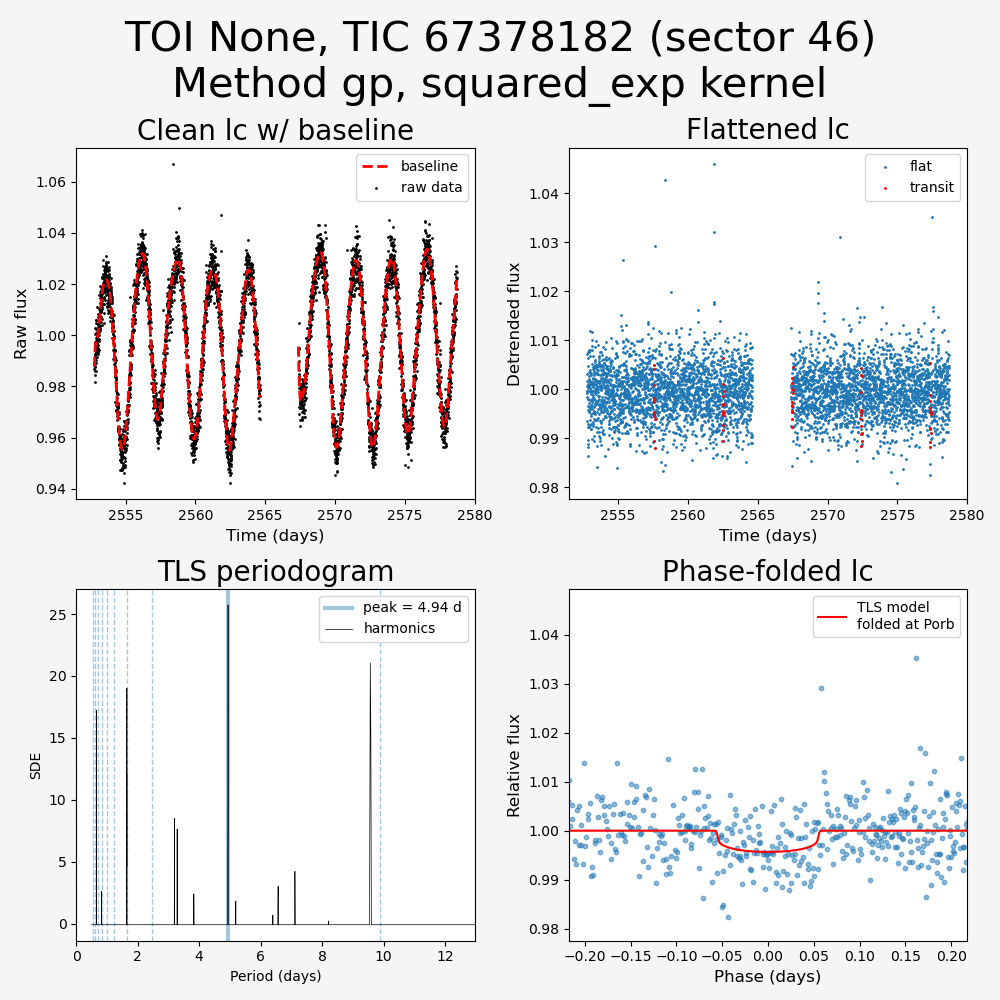 TOI None, TIC 67378182 (sector 46)
Method gp, squared_exp kernel
Clean lc w/ baseline
Raw flux
1.06
1.04
1.02
1.00
0.98
0.96
0.94
baseline
raw data
2555
2560
2565
2570
2575
2580
Time (days)
Flattened lc
Detrended flux
1.04
1.03
1.02
1.01
1.00
0.99
0.98
flat
transit
2555
2560
2565
2570
2575
2580
Time (days)
TLS periodogram
SDE
25
20
15
10
5
0
peak = 4.94 d
harmonics
0
2
4
6
8
10
12
Period (days)
Phase-folded lc
Relative flux
1.04
1.03
1.02
1.01
1.00
0.99
0.98
TLS model
folded at Porb
−0.20
−0.15
−0.10
−0.05
0.00
0.05
0.10
0.15
0.20
Phase (days)